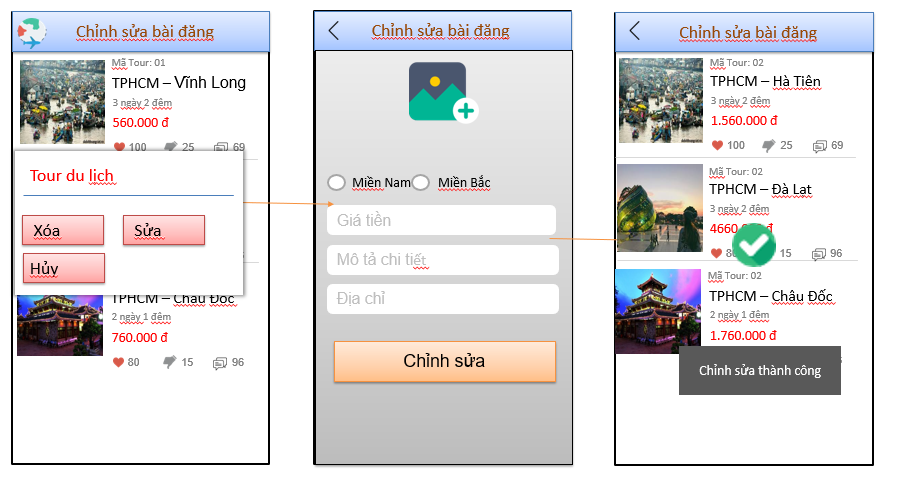 Chỉnh sửa bài đăng
Mã Tour: 01
TPHCM – Vĩnh Long
3 ngày 2 đêm
560.000 đ
100 25 69
Tour du lịch
Xóa Sửa
Hủy
TPHCM – Châu Đốc
2 ngày 1 đêm
760.000 đ
80 15 96
Chỉnh sửa bài đăng
Miền Nam Miền Bắc
Giá tiền
Mô tả chi tiết
Địa chỉ
Chỉnh sửa
Chỉnh sửa bài đăng
Mã Tour: 02
TPHCM – Hà Tiên
3 ngày 2 đêm
1.560.000 đ
100 25 69
Mã Tour: 02
TPHCM – Đà Lạt
3 ngày 2 đêm
15 96
Mã Tour: 02
TPHCM – Châu Đốc
2 ngày 1 đêm
1.760.000 đ
Chỉnh sửa thành công